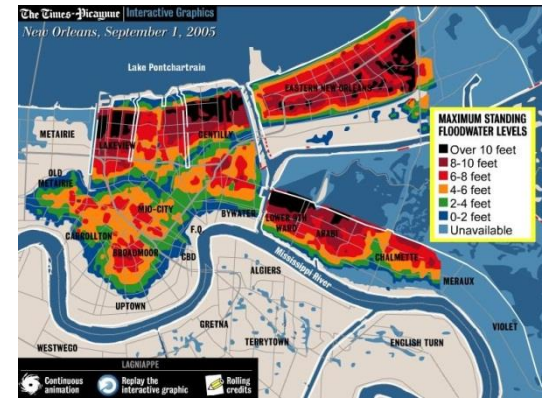 The Times-Picayune Interactive Graphics
New Orleans, September 1, 2005
Lake Pontchartrain
EASTERN NEW ORLEANS
METAIRIE
LAKEVIEW
GENTILLY
MAXIMUM STANDING
FLOODWATER LEVELS
Over 10 feet
8-10 feet
6-8 feet
4-6 feet
2-4 feet
0-2 feet
Unavailable
OLD
METAIRIE
MID-CITY
BYWATER
LOWER 9TH
WARD
ARABI
CARROLLTON
F.Q
BROADMOOR
CBD
CHALMETTE
Mississippi River
ALGIERS
MERAUX
UPTOWN
GRETNA
VIOLET
TERRYTOWN
ENGLISH TURN
WESTWEGO
LAGNIAPPE
Continuous
animation
Replay the
interactive graphic
Rolling
credits